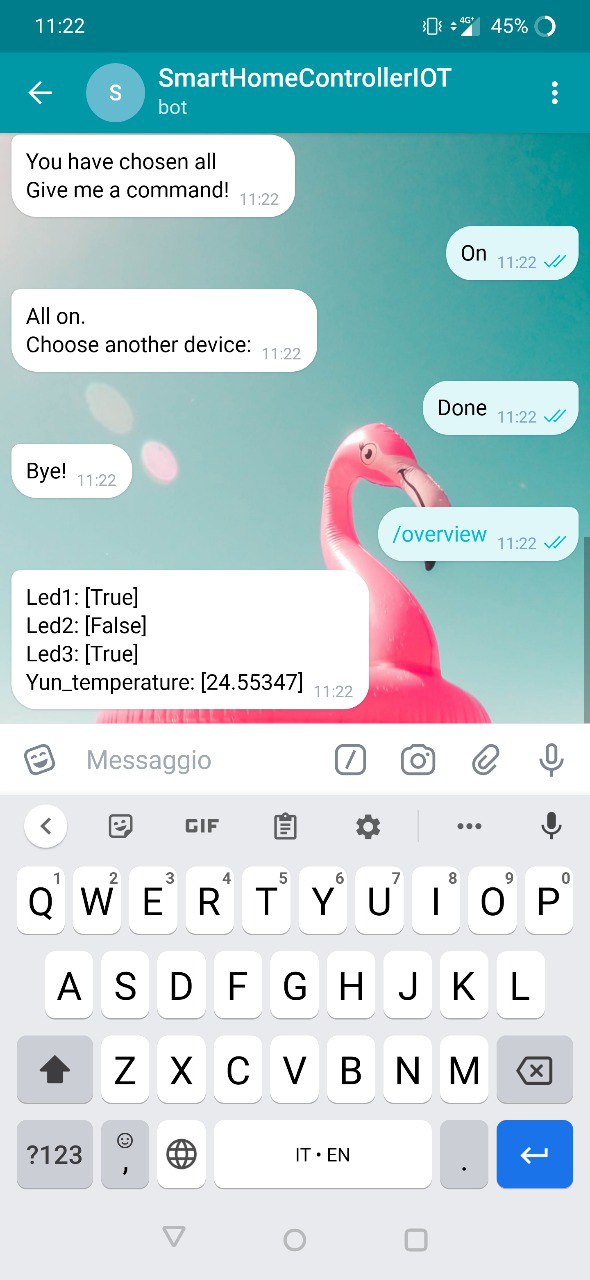 11:22
4G+
45%
S
SmartHomeControllerIOT
bot
You have chosen all
Give me a command! 11:22
On 11:22
All on.
Choose another device: 11:22
Done 11:22
Bye! 11:22
/overview 11:22
Led1: [True]
Led2: [False]
Led3: [True]
Yun_temperature: [24.55347] 11:22
Messaggio
GIF
1 2 3 4 5 6 7 8 9 0
Q W E R T Y U I O P
A S D F G H J K L
Z X C V B N M
?123 , IT • EN .